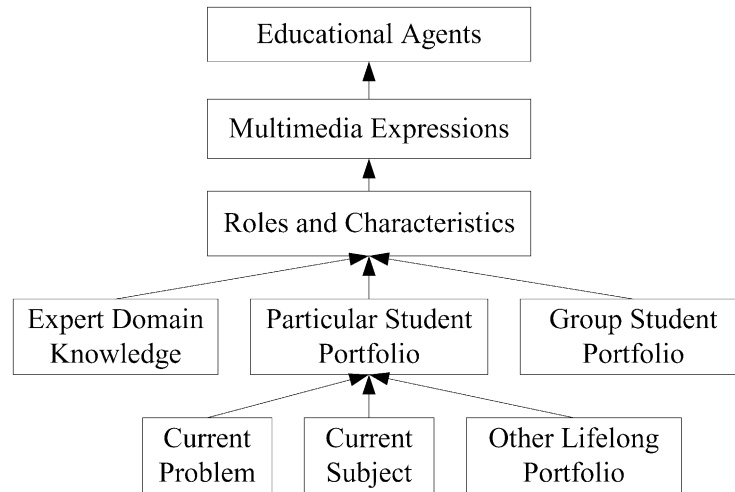 Educational Agents
Multimedia Expressions
Roles and Characteristics
Expert Domain
Knowledge
Particular Student
Portfolio
Group Student
Portfolio
Current
Problem
Current
Subject
Other Lifelong
Portfolio